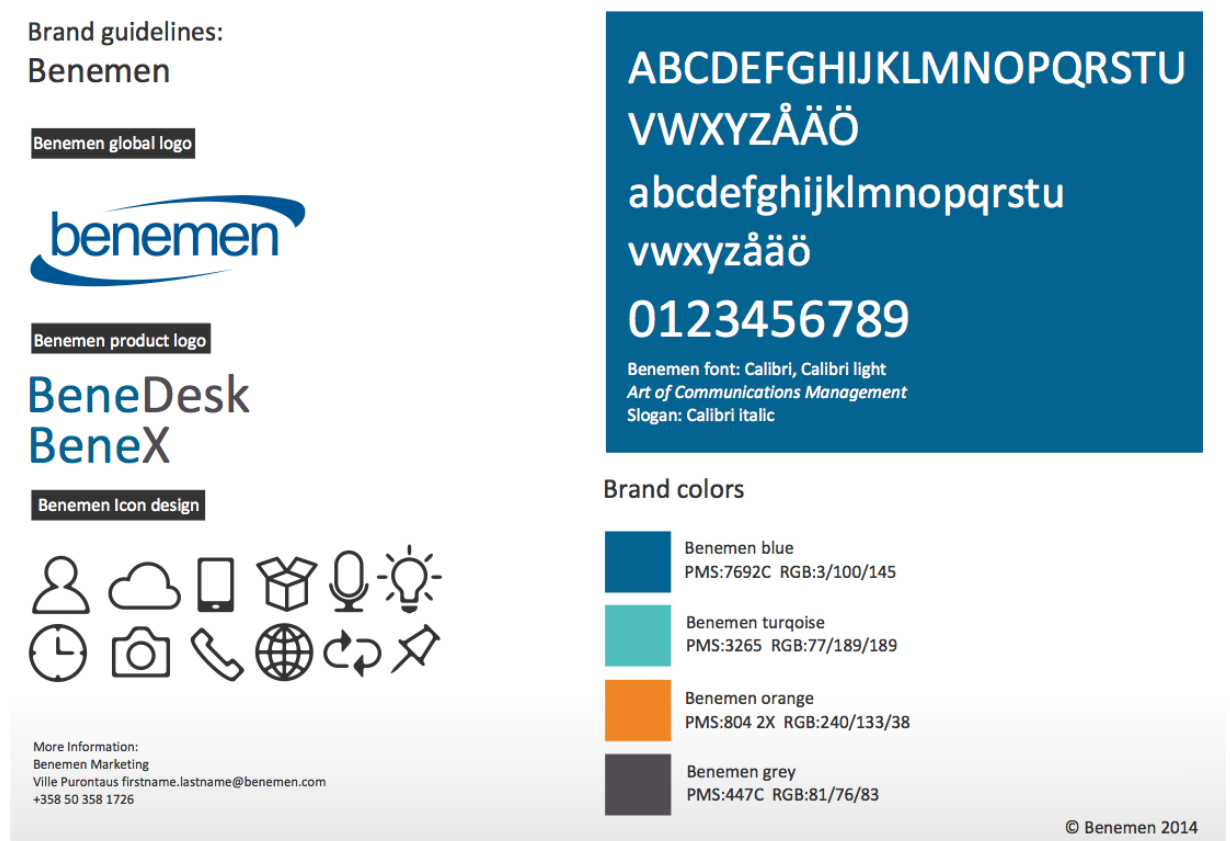 Brand guidelines:
Benemen
Benemen global logo
benemen
Benemen product logo
BeneDesk
BeneX
Benemen Icon design
More Information:
Benemen Marketing
Ville Purontaus firstname.lastname@benemen.com
+358 50 358 1726
ABCDEFGHIJKLMNOPQRSTU
VWXYZÅÄÖ
abcdefghijklmnopqrstu
vwxyzåäö
0123456789
Benemen font: Calibri, Calibri light
Art of Communications Management
Slogan: Calibri italic
Brand colors
Benemen blue
PMS:7692C RGB:3/100/145
Benemen turqoise
PMS:3265 RGB:77/189/189
Benemen orange
PMS:804 2X RGB:240/133/38
Benemen grey
PMS:447C RGB:81/76/83
© Benemen 2014